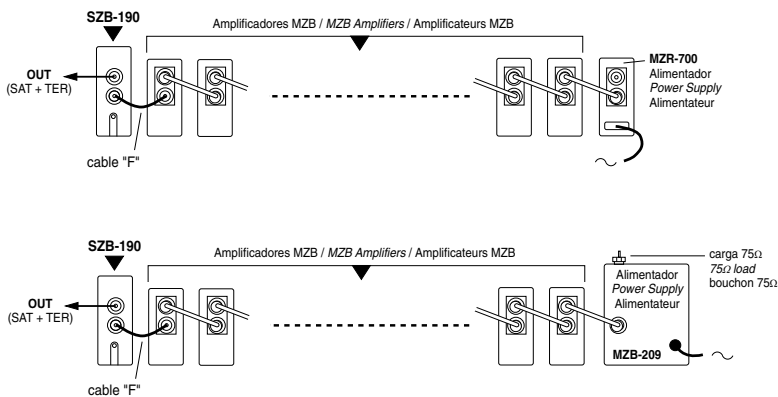 SZB-190
Amplificadores MZB / MZB Amplifiers / Amplificateurs MZB
OUT
(SAT + TER)
cable "F"
MZR-700
Alimentador
Power Supply
Alimentateur
SZB-190
Amplificadores MZB / MZB Amplifiers / Amplificateurs MZB
OUT
(SAT + TER)
cable "F"
Alimentador
Power Supply
Alimentateur
MZB-209
carga 75Ω
75Ω load
bouchon 75Ω